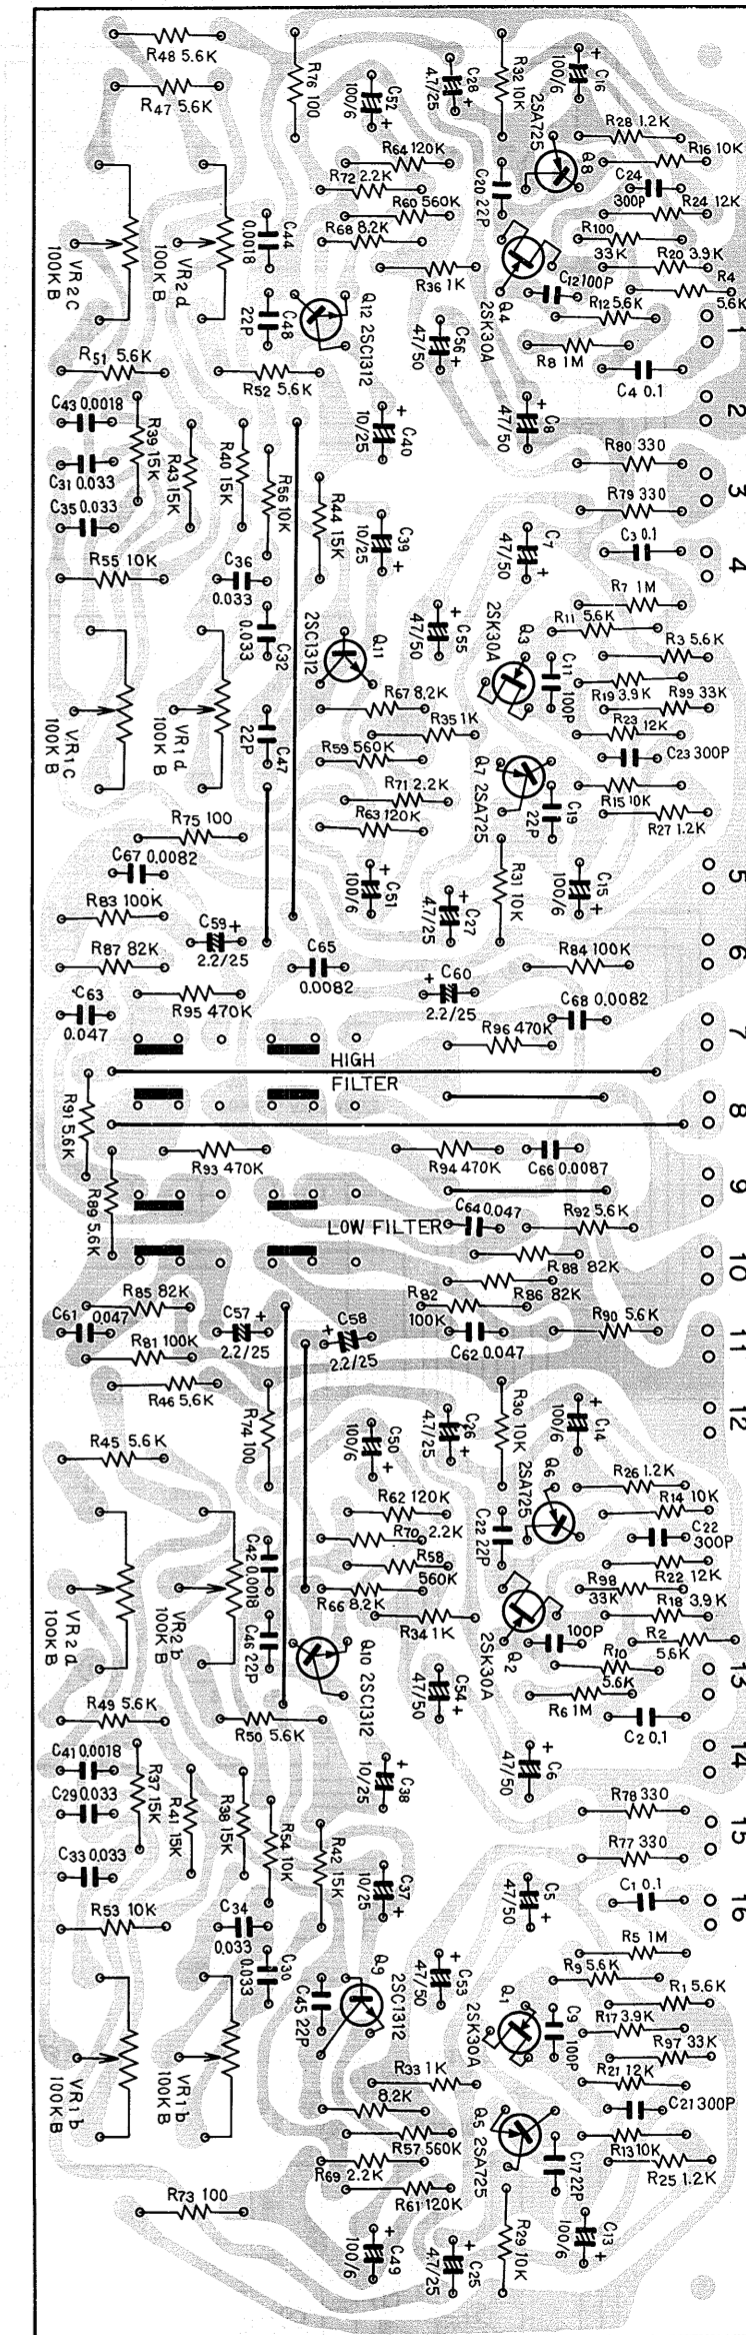 R48 5.6K
R47 5.6K
R76 100
C52 100/6
C28 4.7/25
R32 10K
C16 100/6
2SA725
Q8
R28 1.2K
R16 10K
C24 300P
R24 12K
R64 120K
R72 2.2K
R60 560K
R68 8.2K
C20 22P
R100 33K
R20 3.9K
R4 5.6K
VR2C 100KB
VR2d 100KB
C44 0.0018
C48 22P
R36 1K
Q4 2SK30A
C12 100P
R12 5.6K
Q12 2SC1312
C56 47/50
R8 1M
1
R51 5.6K
R52 5.6K
C4 0.1
C43 0.0018
R39 15K
R43 15K
R40 15K
R56 10K
C40 10/25
C8 47/50
2
C31 0.033
C35 0.033
R44 15K
R80 330
R79 330
3
C39 10/25
C7 47/50
C3 0.1
4
R55 10K
C36 0.033
C32 0.033
2SC1312
Q11
C55 47/50
2SK30A
Q3
R7 1M
R11 5.6K
R3 5.6K
C11 100P
R19 3.9K
R99 33K
VR1C 100KB
VR1d 100KB
C47 22P
R67 8.2K
R35 1K
R59 560K
R23 12K
C23 300P
Q7 2SA725
R71 2.2K
R63 120K
C19 22P
R15 10K
R27 1.2K
R75 100
C67 0.0082
R83 100K
C51 100/6
C27 4.7/25
R31 10K
C15 100/6
5
C59 2.2/25
R87 82K
C65 0.0082
C60 2.2/25
R84 100K
6
C63 0.047
R95 470K
C68 0.0082
R96 470K
7
HIGH
FILTER
8
R91 5.6K
R93 470K
R94 470K
C66 0.0087
9
R89 5.6K
LOW FILTER
C64 0.047
R92 5.6K
R88 82K
10
R85 82K
R82 100K
R86 82K
C61 0.047
C57 2.2/25
C58 2.2/25
C62 0.047
R90 5.6K
11
R81 100K
R46 5.6K
R74 100
C50 100/6
C26 4.7/25
R30 10K
C14 100/6
12
R45 5.6K
2SA725
Q6
R26 1.2K
R14 10K
R62 120K
R70 2.2K
R58 560K
R66 8.2K
C22 22P
C22 300P
R22 12K
R98 33K
R18 3.9K
VR2d 100KB
VR2b 100KB
C42 0.0018
C46 22P
R34 1K
2SK30A
Q2
100P
R2 5.6K
R10 5.6K
Q10 2SC1312
C54 47/50
R6 1M
13
R49 5.6K
R50 5.6K
C2 0.1
C41 0.0018
R37 15K
R41 15K
R38 15K
R54 10K
C38 10/25
C6 47/50
14
C29 0.033
C33 0.033
R42 15K
R78 330
R77 330
15
C37 10/25
C5 47/50
C1 0.1
16
R53 10K
C34 0.033
C30 0.033
Q9 2SC1312
C53 47/50
2SK30A
Q1
R5 1M
R9 5.6K
R1 5.6K
C45 22P
C9 100P
R17 3.9K
R97 33K
VR1b 100KB
VR1b 100KB
R33 1K
8.2K
R21 12K
C21 300P
Q5 2SA725
R57 560K
R69 2.2K
R61 120K
C17 22P
R13 10K
R25 1.2K
R73 100
C49 100/6
C25 4.7/25
R29 10K
C13 100/6